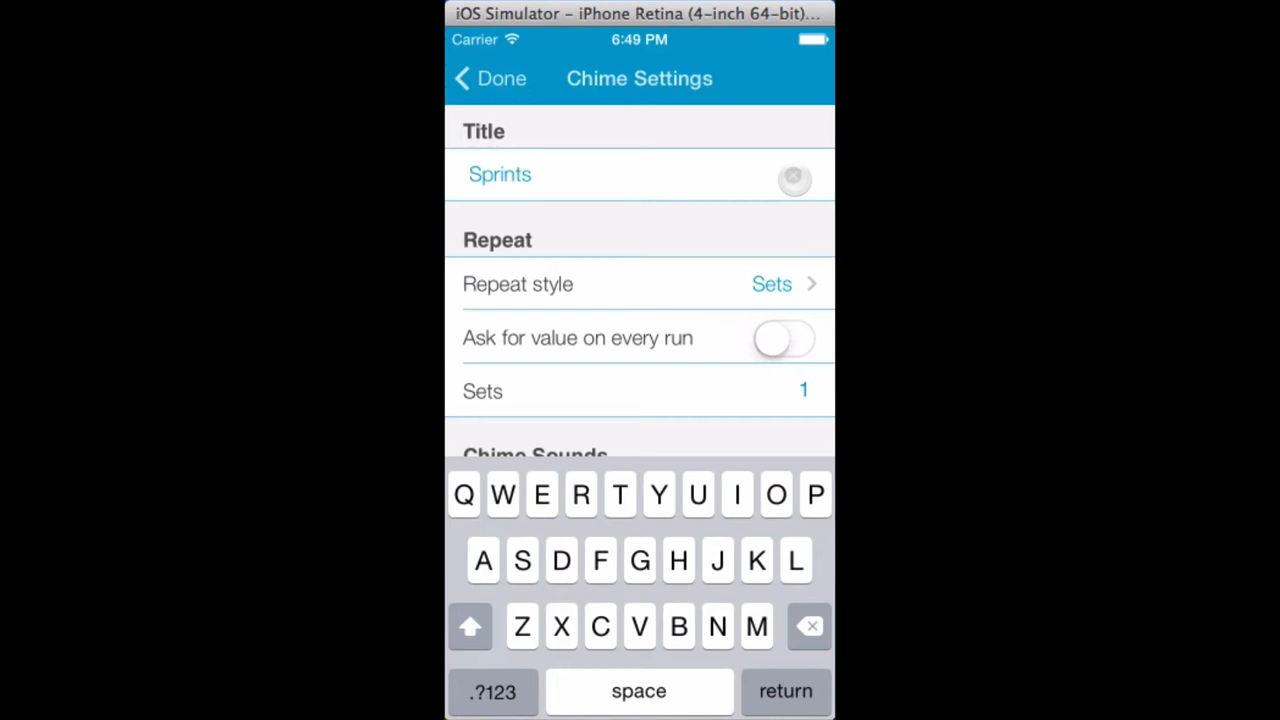 iOS Simulator - iPhone Retina (4-inch 64-bit)...
Carrier 6:49 PM
Done Chime Settings
Title
Sprints
Repeat
Repeat style Sets
Ask for value on every run
Sets 1
Chime Sounds
Q W E R T Y U I O P
A S D F G H J K L
Z X C V B N M
.?123 space return